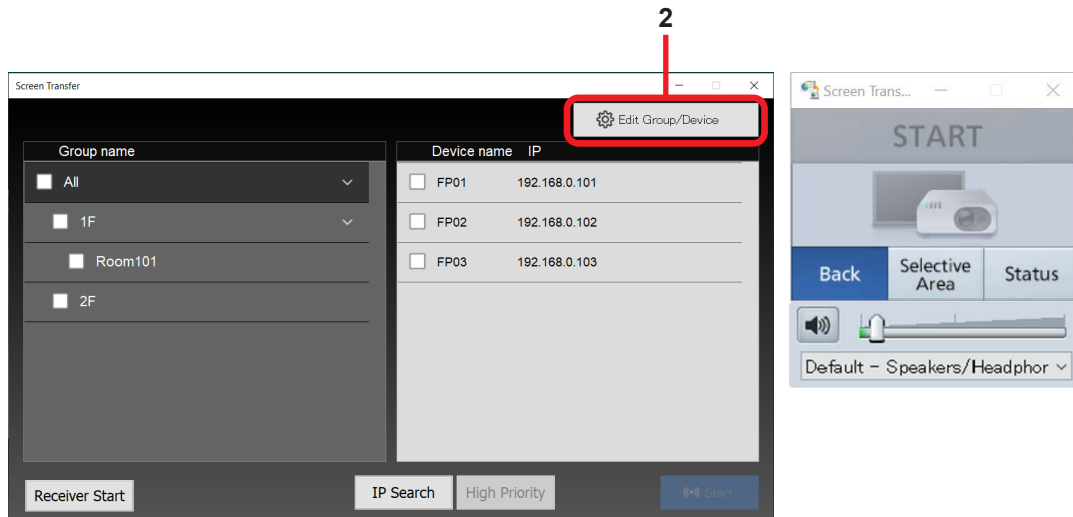 2
Screen Transfer
Edit Group/Device
Group name
All
1F
Room101
2F
Device name IP
FP01 192.168.0.101
FP02 192.168.0.102
FP03 192.168.0.103
Receiver Start
IP Search
High Priority
Start
Screen Trans...
START
Back
Selective
Area
Status
Default - Speakers/Headphor